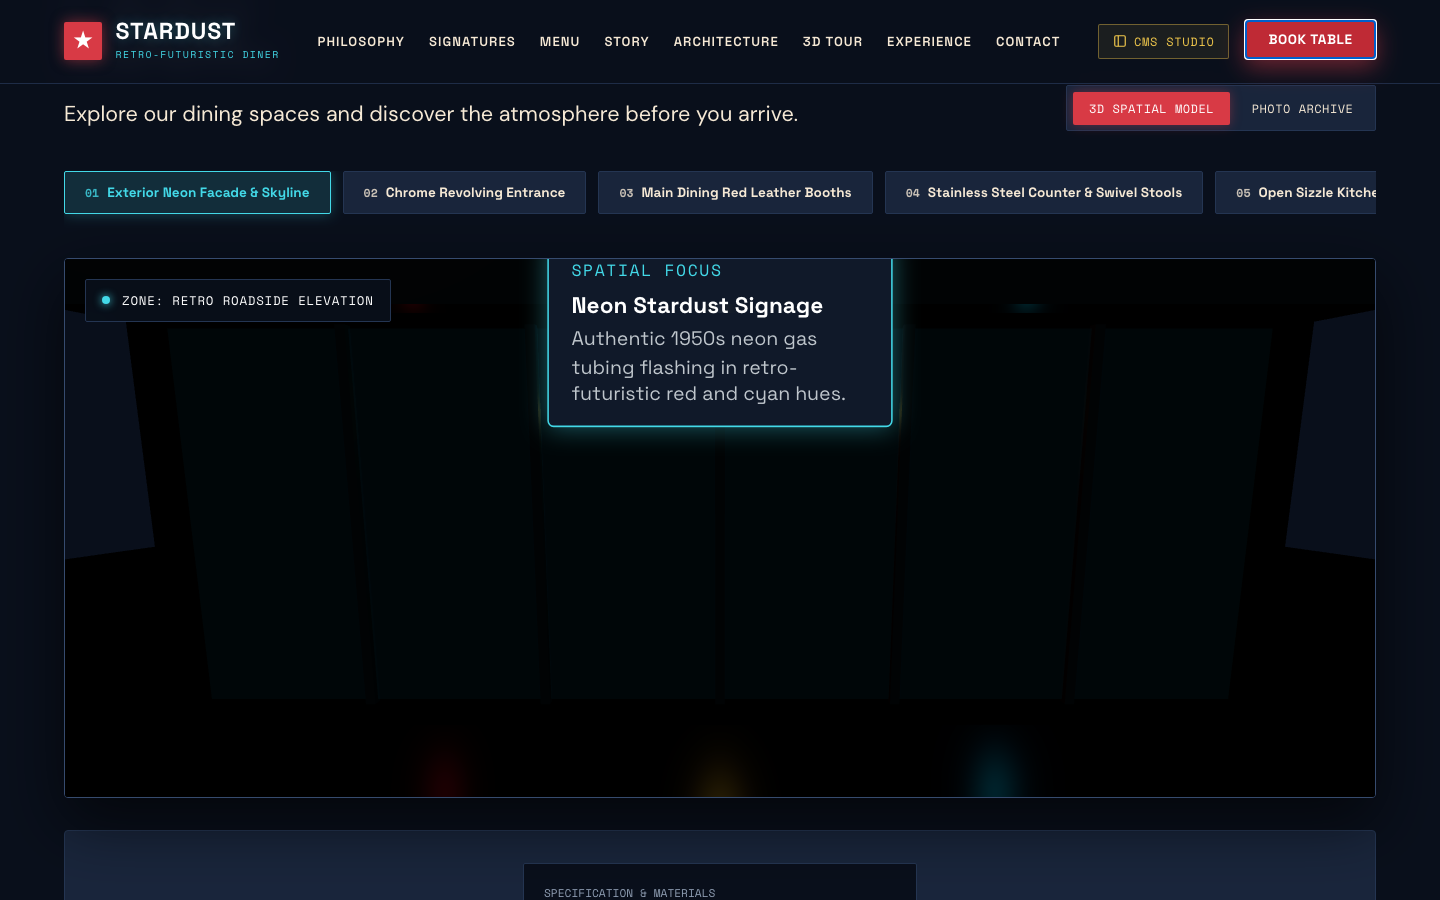 STARDUST
RETRO-FUTURISTIC DINER
PHILOSOPHY
SIGNATURES
MENU
STORY
ARCHITECTURE
3D TOUR
EXPERIENCE
CONTACT
CMS STUDIO
BOOK TABLE
Explore our dining spaces and discover the atmosphere before you arrive.
3D SPATIAL MODEL
PHOTO ARCHIVE
01 Exterior Neon Facade & Skyline
02 Chrome Revolving Entrance
03 Main Dining Red Leather Booths
04 Stainless Steel Counter & Swivel Stools
05 Open Sizzle Kitche
ZONE: RETRO ROADSIDE ELEVATION
SPATIAL FOCUS
Neon Stardust Signage
Authentic 1950s neon gas
tubing flashing in retro-
futuristic red and cyan hues.
SPECIFICATION & MATERIALS